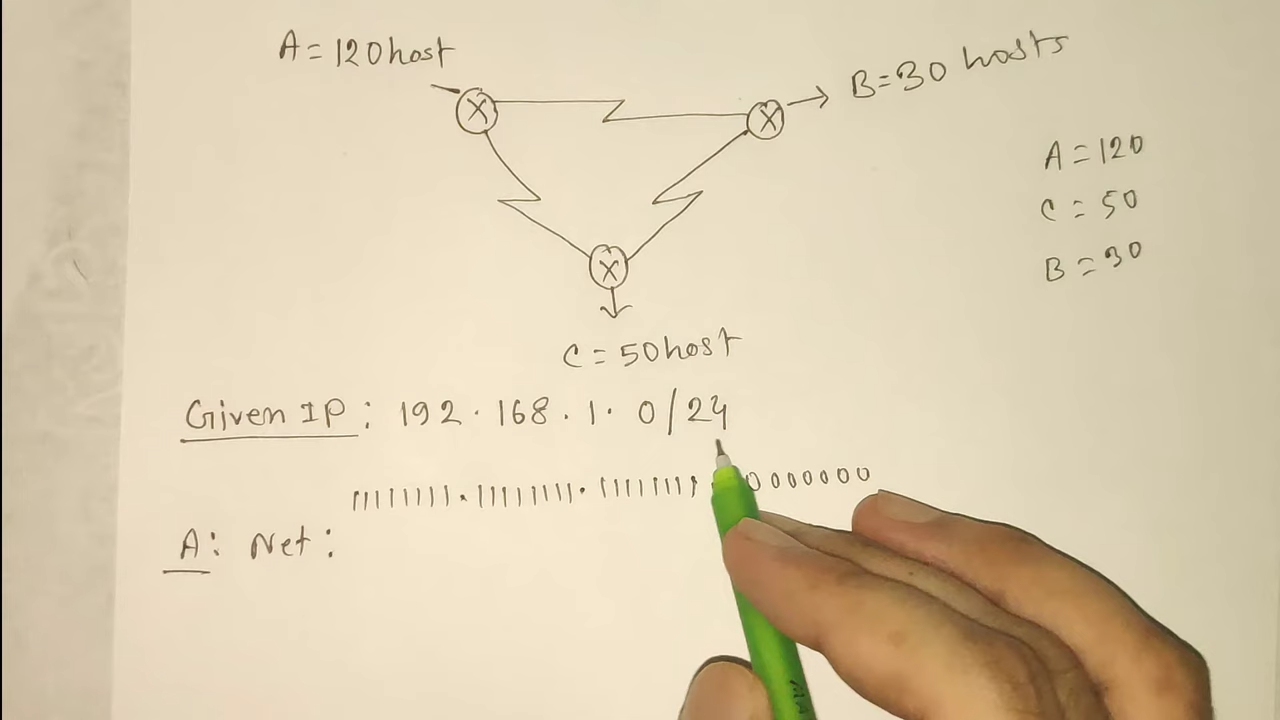 A = 120 host
B = 30 hosts
A = 120
C = 50
B = 30
C = 50 host
Given IP : 192 . 168 . 1 . 0 / 24
11111111 . 11111111 . 11111111 0000000
A : Net :